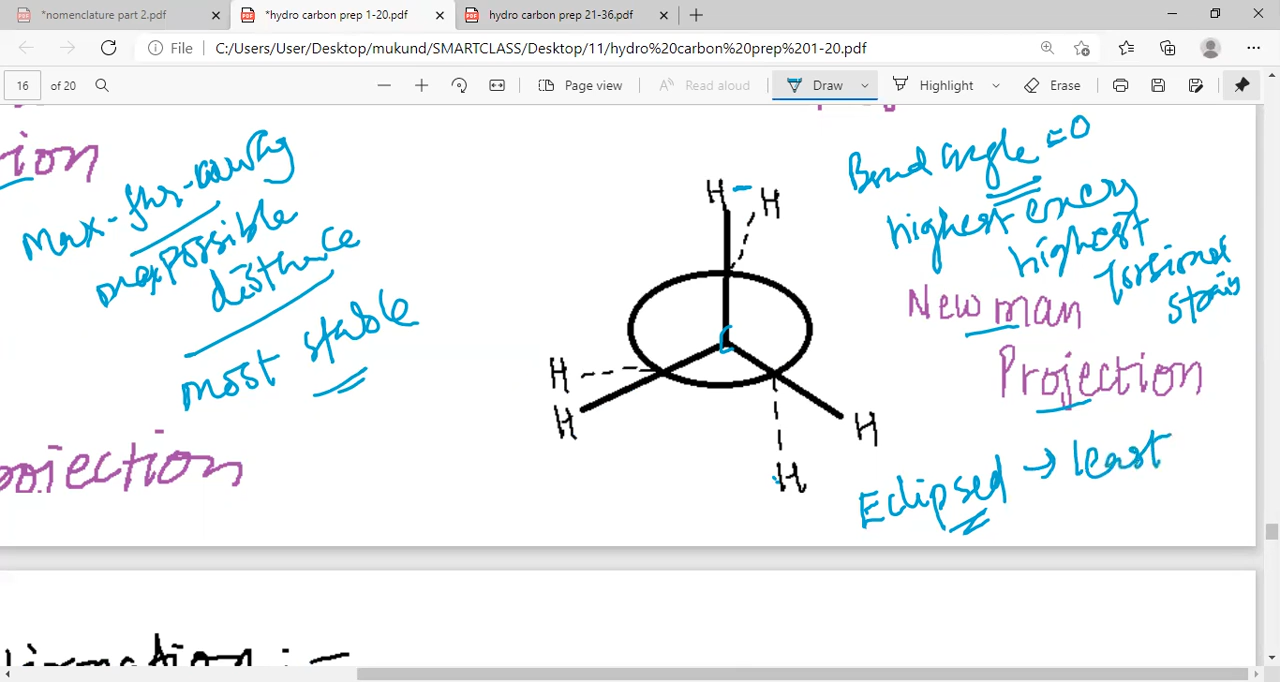 *nomenclature part 2.pdf
*hydro carbon prep 1-20.pdf
hydro carbon prep 21-36.pdf
File
C:/Users/User/Desktop/mukund/SMARTCLASS/Desktop/11/hydro%20carbon%20prep%201-20.pdf
16 of 20
Page view
Read aloud
Draw
Highlight
Erase
ion
Max-far-away
max possible
distance
most stable
ojection
H-H
C
H
H
H
H
Bond angle = 0
highest energy
highest
torsional
strain
Newman
Projection
Eclipsed → least